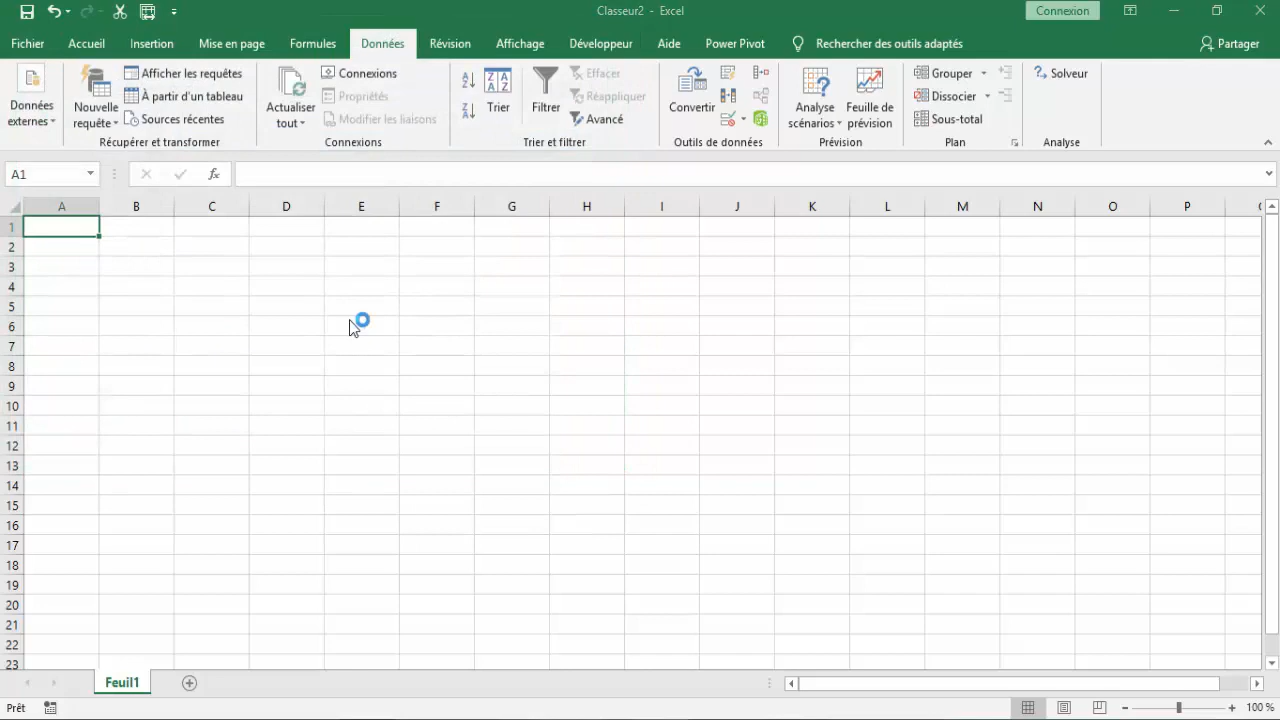 Classeur2 - Excel
Connexion
Fichier Accueil Insertion Mise en page Formules Données Révision Affichage Développeur Aide Power Pivot Rechercher des outils adaptés Partager
Données externes
Nouvelle requête
Afficher les requêtes
À partir d'un tableau
Sources récentes
Récupérer et transformer
Actualiser tout
Connexions
Propriétés
Modifier les liaisons
Connexions
Trier
Filtrer
Effacer
Réappliquer
Avancé
Trier et filtrer
Convertir
Outils de données
Analyse scénarios
Feuille de prévision
Prévision
Grouper
Dissocier
Sous-total
Plan
Solveur
Analyse
A1
fx
A B C D E F G H I J K L M N O P
1
2
3
4
5
6
7
8
9
10
11
12
13
14
15
16
17
18
19
20
21
22
23
Feuil1
Prêt
100 %